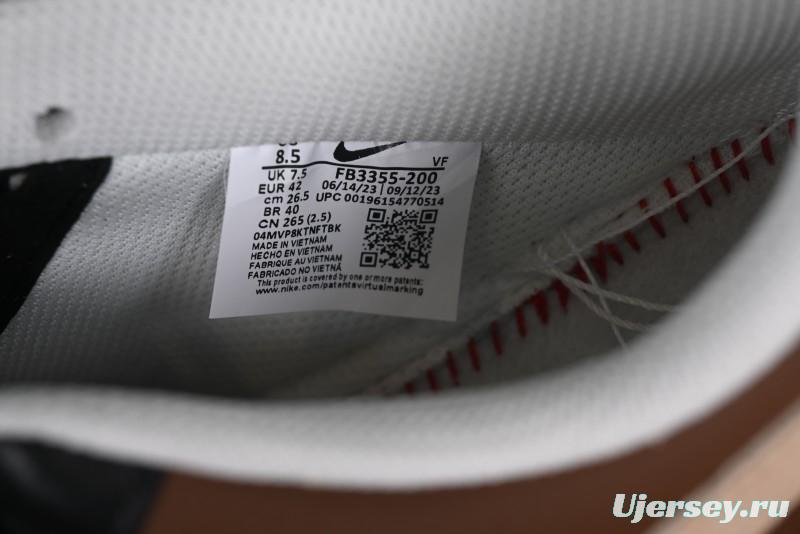 8.5 VF
UK 7.5 FB3355-200
EUR 42 06/14/23 09/12/23
cm 26.5 UPC 00196154770514
BR 40
CN 265 (2.5)
04MVP8KTNFTBK
MADE IN VIETNAM
HECHO EN VIETNAM
FABRIQUE AU VIETNAM
FABRICADO NO VIETNÃ
This product is covered by one or more patents:
www.nike.com/patentsvirtualmarking
Ujersey.ru